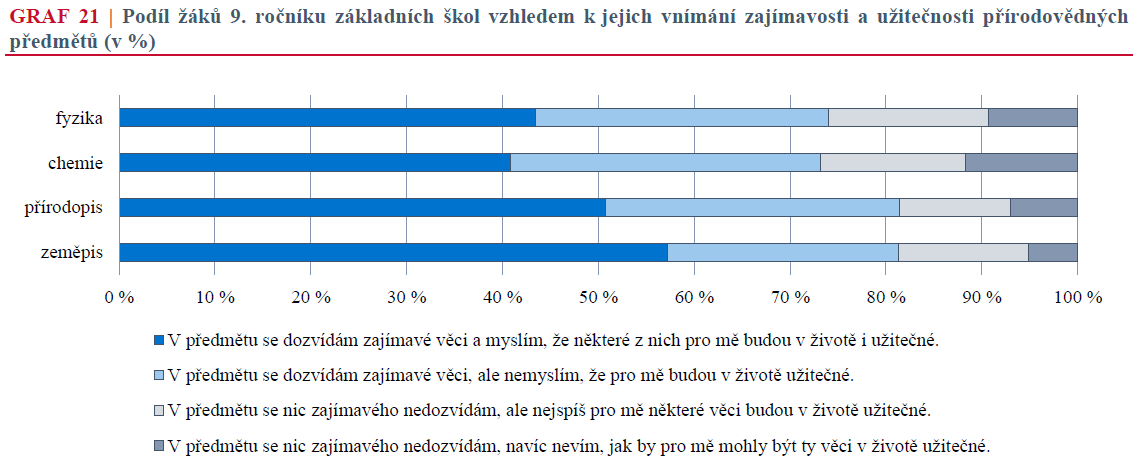 GRAF 21 | Podíl žáků 9. ročníku základních škol vzhledem k jejich vnímání zajímavosti a užitečnosti přírodovědných
předmětů (v %)
fyzika
chemie
přírodopis
zeměpis
0 % 10 % 20 % 30 % 40 % 50 % 60 % 70 % 80 % 90 % 100 %
V předmětu se dozvídám zajímavé věci a myslím, že některé z nich pro mě budou v životě i užitečné.
V předmětu se dozvídám zajímavé věci, ale nemyslím, že pro mě budou v životě užitečné.
V předmětu se nic zajímavého nedozvídám, ale nejspíš pro mě některé věci budou v životě užitečné.
V předmětu se nic zajímavého nedozvídám, navíc nevím, jak by pro mě mohly být ty věci v životě užitečné.